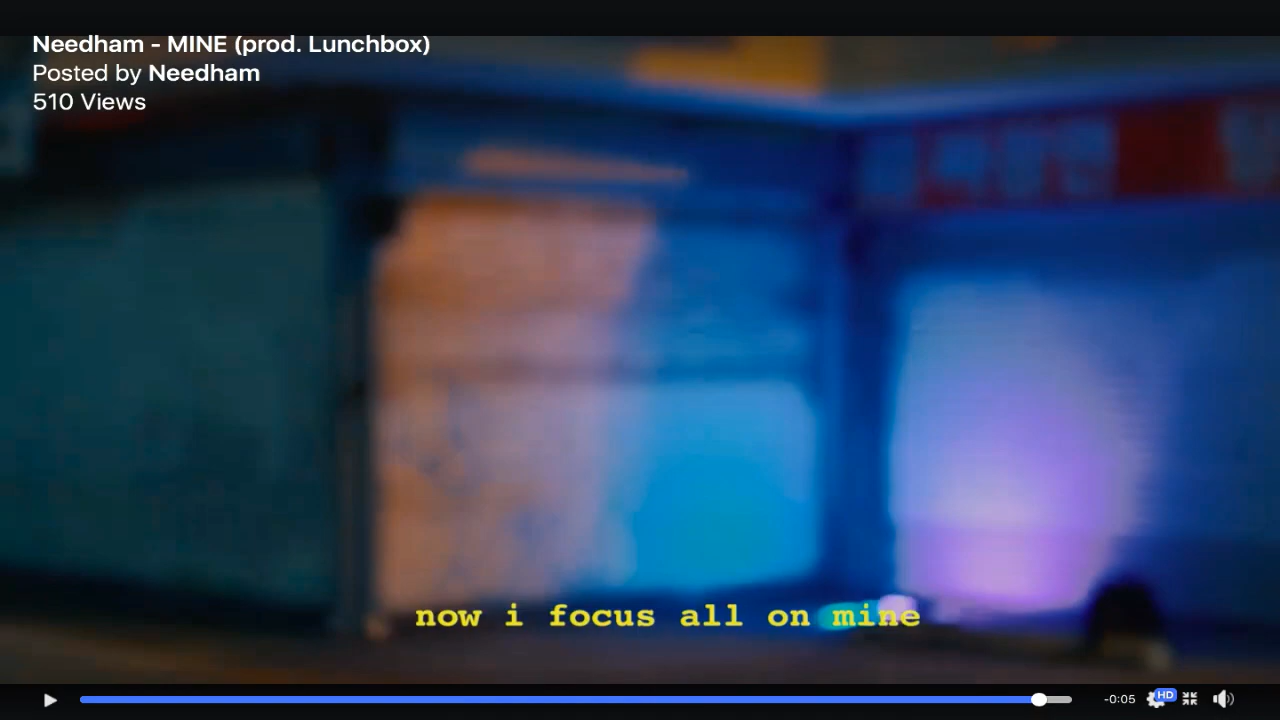 Needham - MINE (prod. Lunchbox)
Posted by Needham
510 Views
now i focus all on mine
-0:05
HD